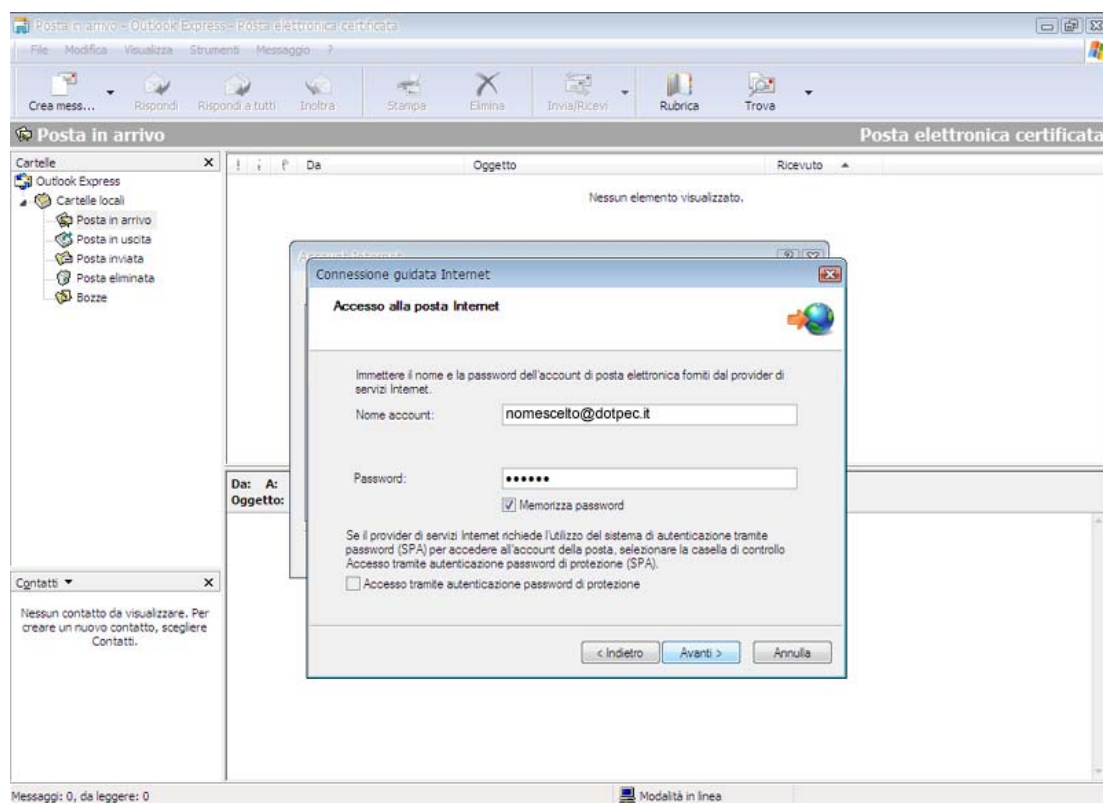 Posta in arrivo - Outlook Express - Posta elettronica certificata
File Modifica Visualizza Strumenti Messaggio ?
Crea mess... Rispondi Rispondi a tutti Inoltra Stampa Elimina Invia/Ricevi Rubrica Trova
Posta in arrivo Posta elettronica certificata
Cartelle
Outlook Express
Cartelle locali
Posta in arrivo
Posta in uscita
Posta inviata
Posta eliminata
Bozze
Da Oggetto Ricevuto
Nessun elemento visualizzato.
Account Internet
Connessione guidata Internet
Accesso alla posta Internet
Immettere il nome e la password dell'account di posta elettronica forniti dal provider di
servizi Internet.
Nome account: nomescelto@dotpec.it
Password: ••••••
Memorizza password
Se il provider di servizi Internet richiede l'utilizzo del sistema di autenticazione tramite
password (SPA) per accedere all'account della posta, selezionare la casella di controllo
Accesso tramite autenticazione password di protezione (SPA).
Accesso tramite autenticazione password di protezione
< Indietro Avanti > Annulla
Da: A:
Oggetto:
Contatti
Nessun contatto da visualizzare. Per
creare un nuovo contatto, scegliere
Contatti.
Messaggi: 0, da leggere: 0 Modalità in linea